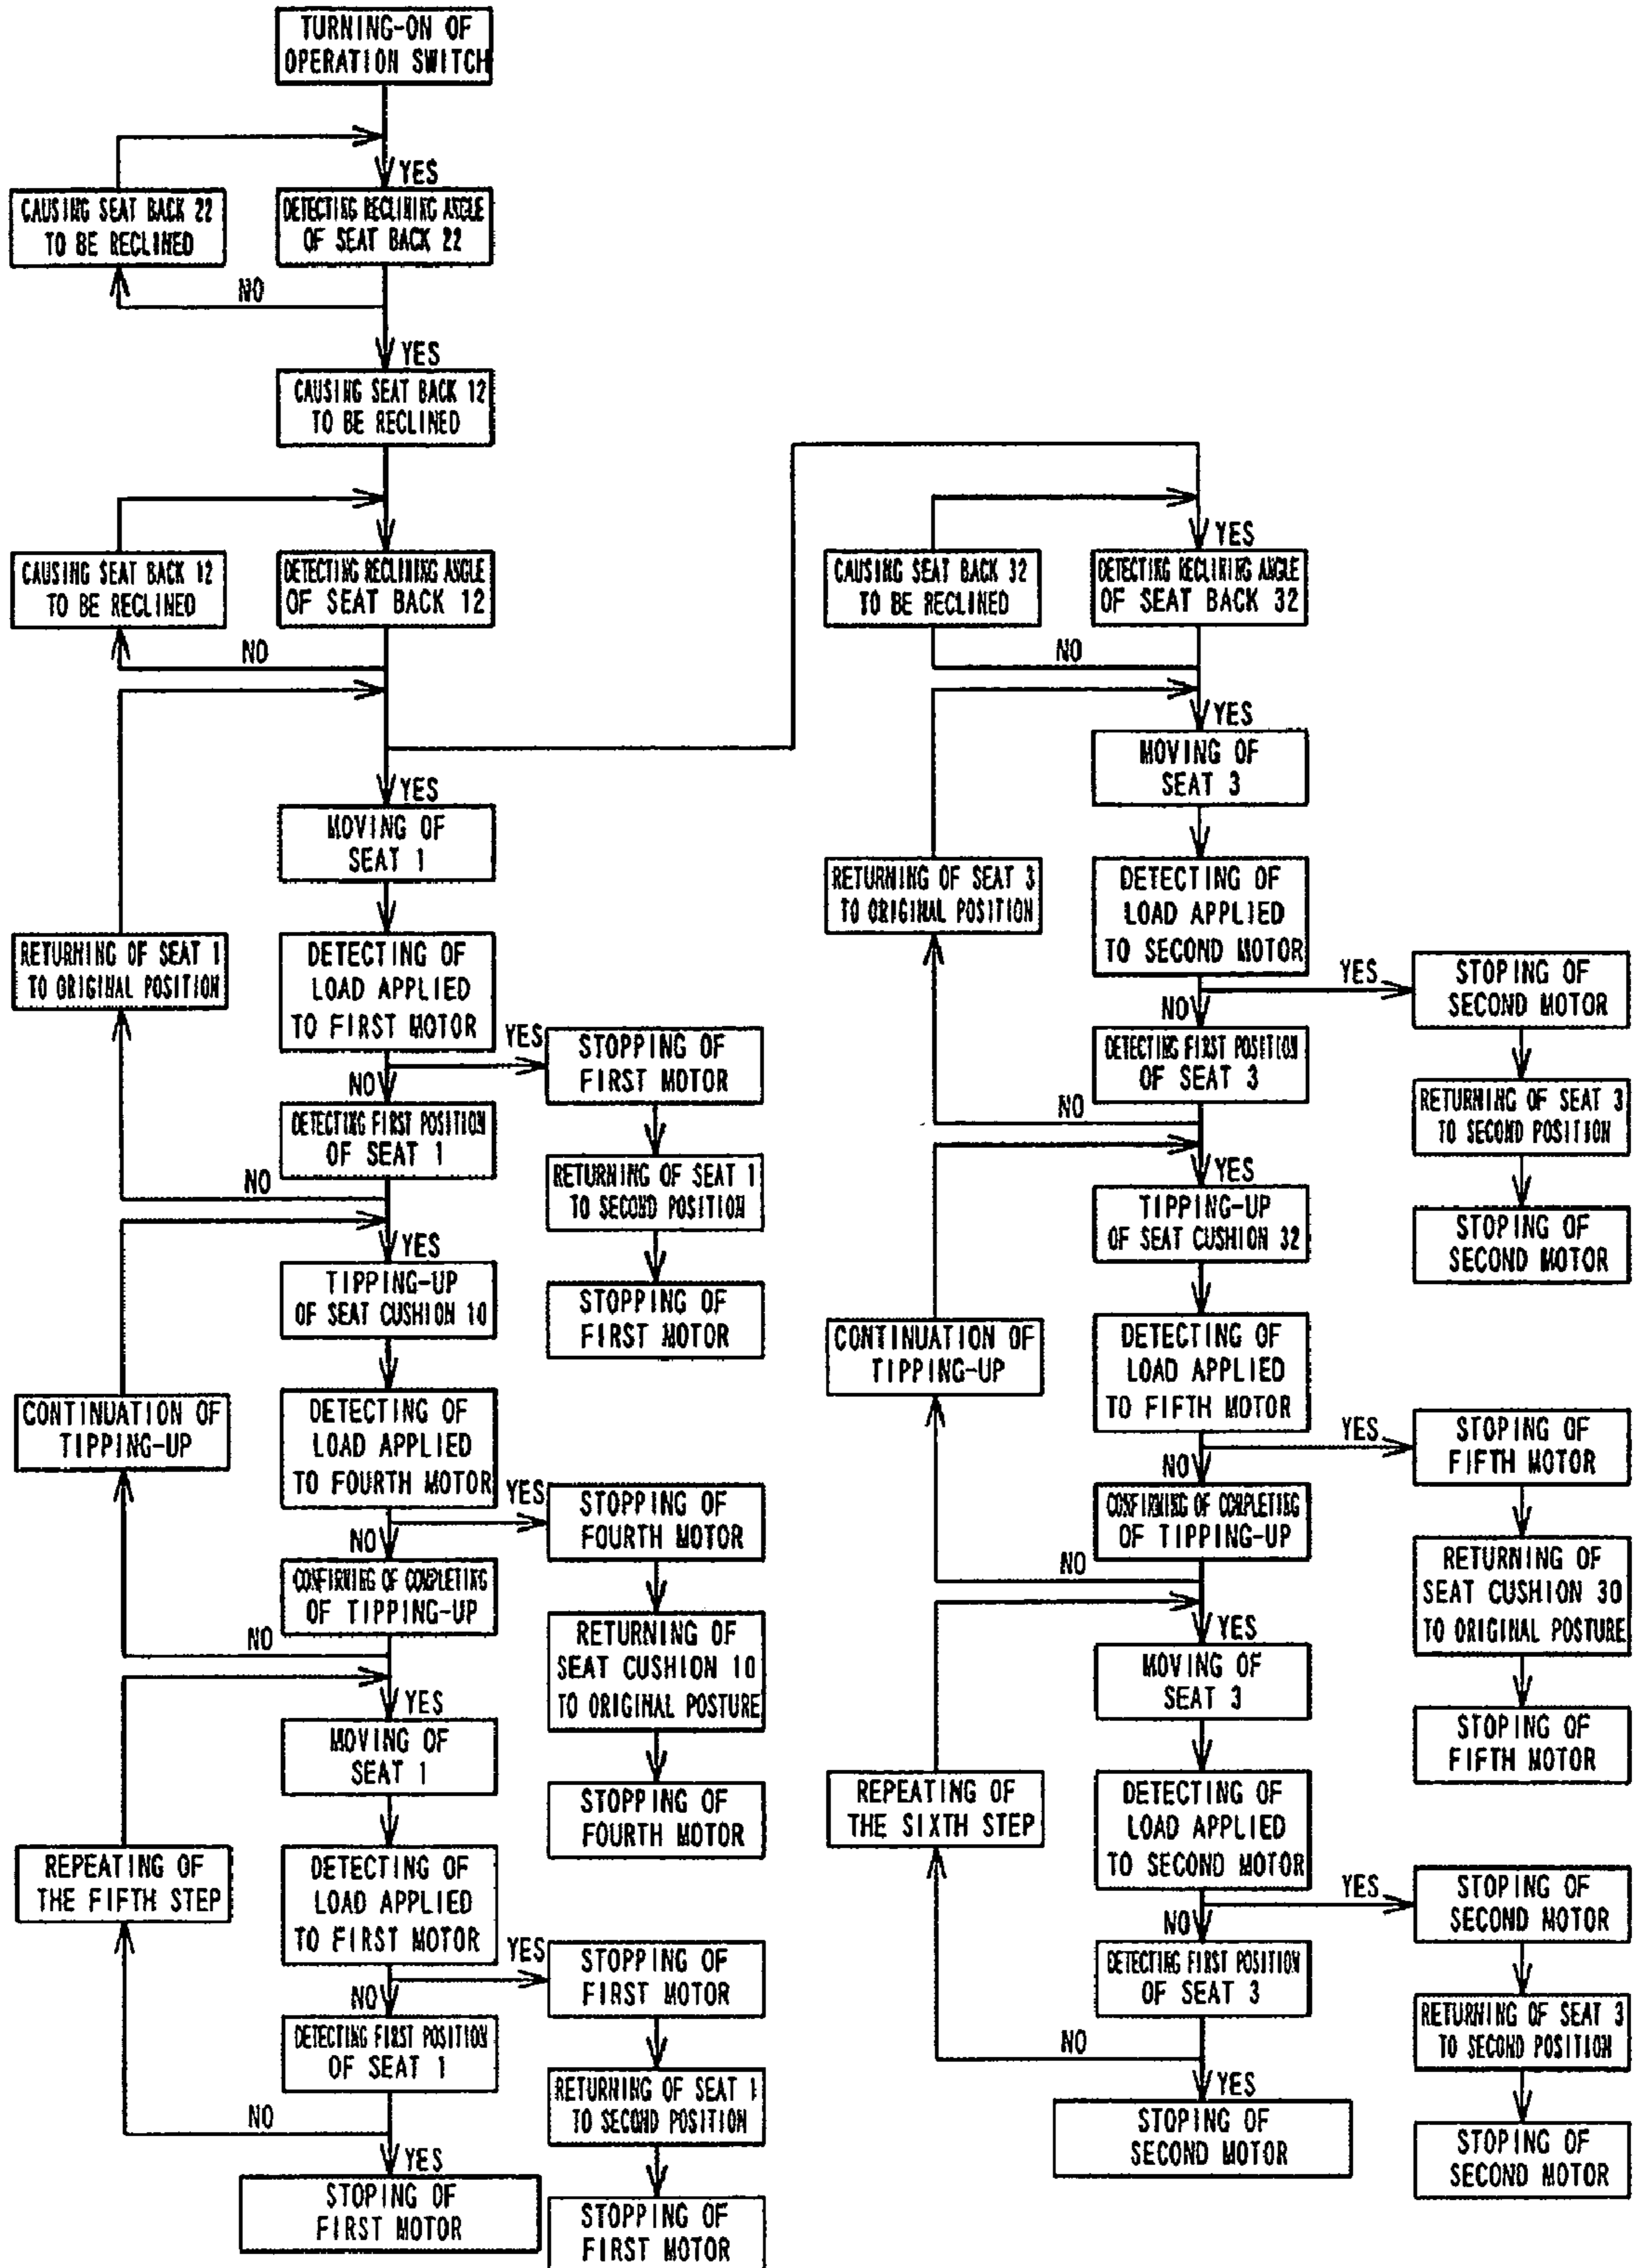 TURNING-ON OF
OPERATION SWITCH
YES
CAUSING SEAT BACK 22
TO BE RECLINED
DETECTING RECLINING ANGLE
OF SEAT BACK 22
NO
YES
CAUSING SEAT BACK 12
TO BE RECLINED
CAUSING SEAT BACK 12
TO BE RECLINED
DETECTING RECLINING ANGLE
OF SEAT BACK 12
NO
YES
MOVING OF
SEAT 1
RETURNING OF SEAT 1
TO ORIGINAL POSITION
DETECTING OF
LOAD APPLIED
TO FIRST MOTOR
YES
STOPPING OF
FIRST MOTOR
NO
DETECTING FIRST POSITION
OF SEAT 1
RETURNING OF SEAT 1
TO SECOND POSITION
NO
YES
STOPPING OF
FIRST MOTOR
TIPPING-UP
OF SEAT CUSHION 10
CONTINUATION OF
TIPPING-UP
DETECTING OF
LOAD APPLIED
TO FOURTH MOTOR
YES
STOPPING OF
FOURTH MOTOR
NO
CONFIRMING OF COMPLETING
OF TIPPING-UP
RETURNING OF
SEAT CUSHION 10
TO ORIGINAL POSTURE
NO
YES
MOVING OF
SEAT 1
STOPPING OF
FOURTH MOTOR
REPEATING OF
THE FIFTH STEP
DETECTING OF
LOAD APPLIED
TO FIRST MOTOR
YES
STOPPING OF
FIRST MOTOR
NO
DETECTING FIRST POSITION
OF SEAT 1
RETURNING OF SEAT 1
TO SECOND POSITION
NO
YES
STOPING OF
FIRST MOTOR
STOPPING OF
FIRST MOTOR
YES
CAUSING SEAT BACK 32
TO BE RECLINED
DETECTING RECLINING ANGLE
OF SEAT BACK 32
NO
YES
MOVING OF
SEAT 3
RETURNING OF SEAT 3
TO ORIGINAL POSITION
DETECTING OF
LOAD APPLIED
TO SECOND MOTOR
YES
STOPING OF
SECOND MOTOR
NO
DETECTING FIRST POSITION
OF SEAT 3
RETURNING OF SEAT 3
TO SECOND POSITION
NO
YES
TIPPING-UP
OF SEAT CUSHION 32
STOPING OF
SECOND MOTOR
CONTINUATION OF
TIPPING-UP
DETECTING OF
LOAD APPLIED
TO FIFTH MOTOR
YES
STOPING OF
FIFTH MOTOR
NO
CONFIRMING OF COMPLETING
OF TIPPING-UP
RETURNING OF
SEAT CUSHION 30
TO ORIGINAL POSTURE
NO
YES
MOVING OF
SEAT 3
STOPING OF
FIFTH MOTOR
REPEATING OF
THE SIXTH STEP
DETECTING OF
LOAD APPLIED
TO SECOND MOTOR
YES
STOPING OF
SECOND MOTOR
NO
DETECTING FIRST POSITION
OF SEAT 3
RETURNING OF SEAT 3
TO SECOND POSITION
NO
YES
STOPING OF
SECOND MOTOR
STOPING OF
SECOND MOTOR